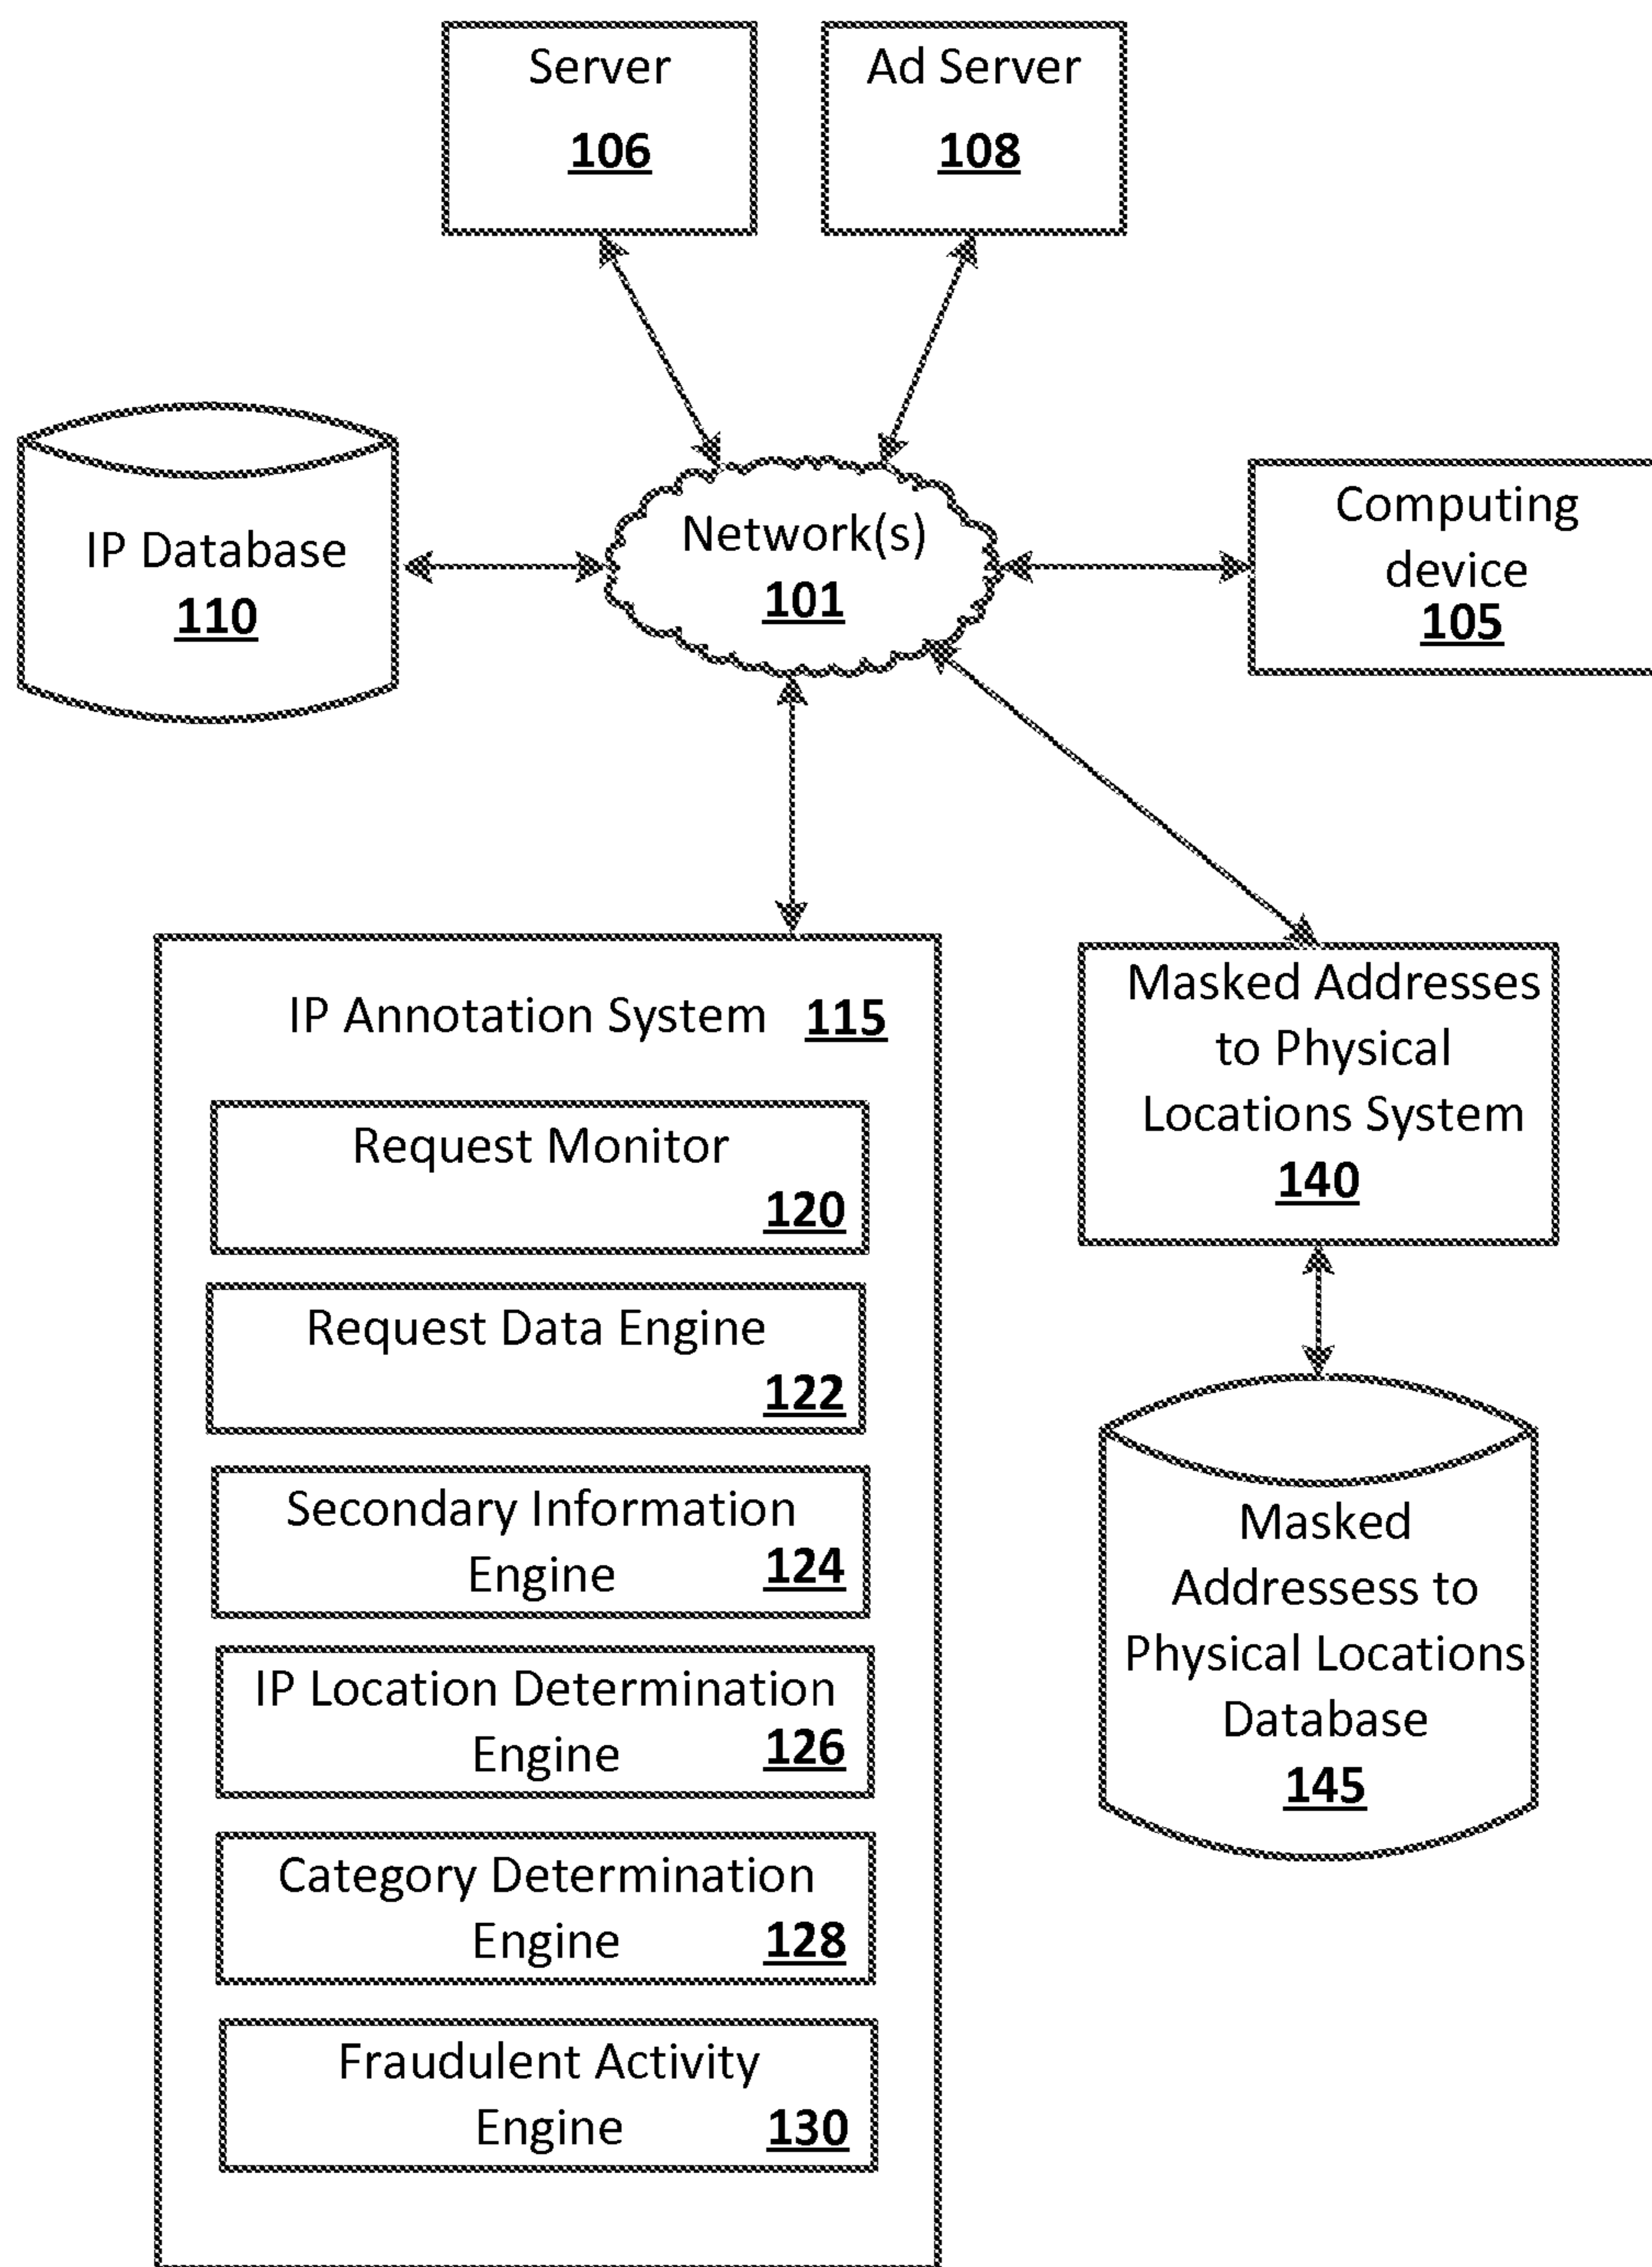 Server
106
Ad Server
108
IP Database
110
Network(s)
101
Computing
device
105
IP Annotation System 115
Request Monitor
120
Request Data Engine
122
Secondary Information
Engine 124
IP Location Determination
Engine 126
Category Determination
Engine 128
Fraudulent Activity
Engine 130
Masked Addresses
to Physical
Locations System
140
Masked
Addressess to
Physical Locations
Database
145